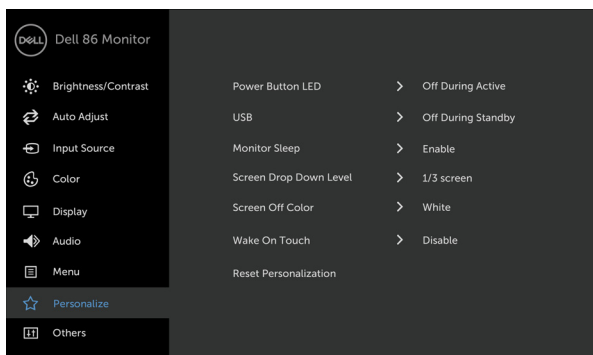 DELL Dell 86 Monitor
Brightness/Contrast
Auto Adjust
Input Source
Color
Display
Audio
Menu
Personalize
Others
Power Button LED > Off During Active
USB > Off During Standby
Monitor Sleep > Enable
Screen Drop Down Level > 1/3 screen
Screen Off Color > White
Wake On Touch > Disable
Reset Personalization